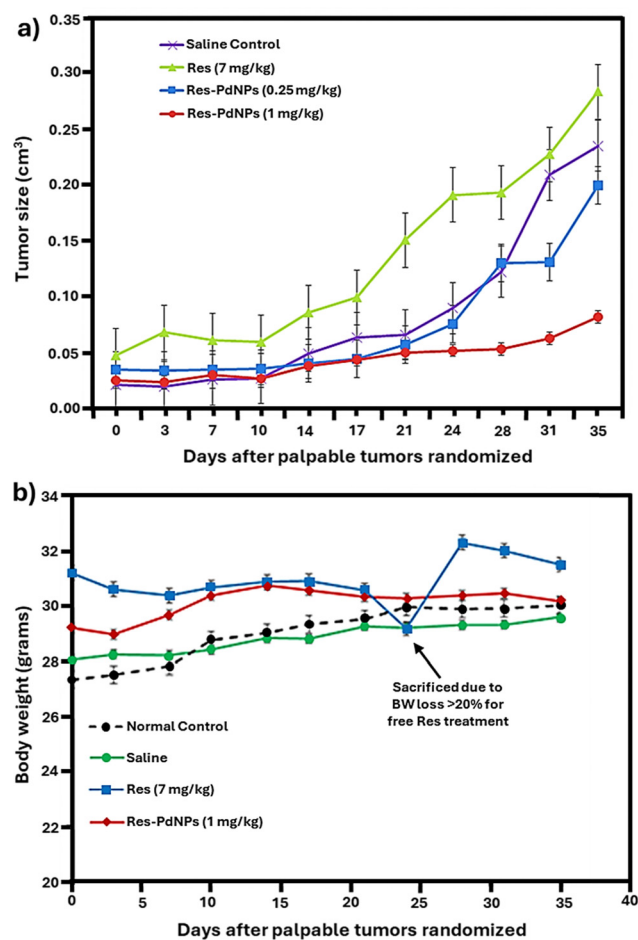 a)
Tumor size (cm³)
0.35
0.30
0.25
0.20
0.15
0.10
0.05
0.00
Saline Control
Res (7 mg/kg)
Res-PdNPs (0.25 mg/kg)
Res-PdNPs (1 mg/kg)
0 3 7 10 14 17 21 24 28 31 35
Days after palpable tumors randomized
b)
Body weight (grams)
34
32
30
28
26
24
22
20
Sacrificed due to
BW loss >20% for
free Res treatment
Normal Control
Saline
Res (7 mg/kg)
Res-PdNPs (1 mg/kg)
0 5 10 15 20 25 30 35 40
Days after palpable tumors randomized